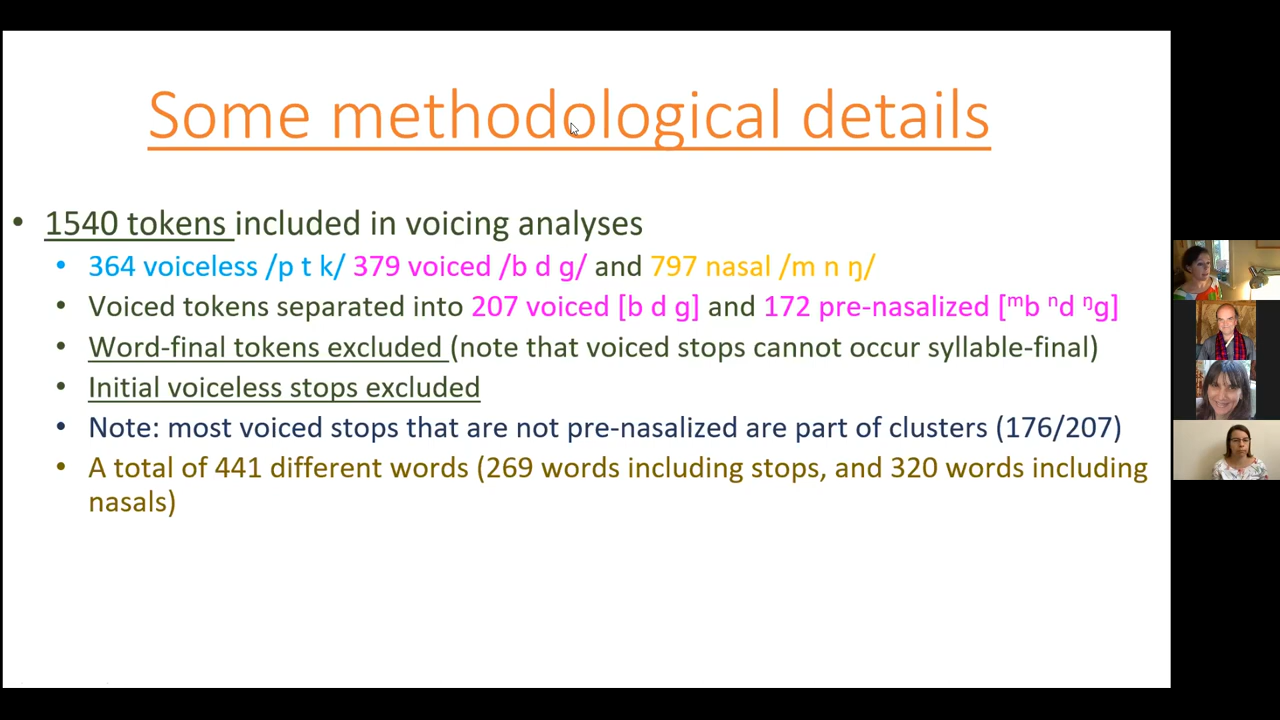 Some methodological details
• 1540 tokens included in voicing analyses
• 364 voiceless /p t k/ 379 voiced /b d g/ and 797 nasal /m n ŋ/
• Voiced tokens separated into 207 voiced [b d g] and 172 pre-nasalized [ᵐb ⁿd ᵑg]
• Word-final tokens excluded (note that voiced stops cannot occur syllable-final)
• Initial voiceless stops excluded
• Note: most voiced stops that are not pre-nasalized are part of clusters (176/207)
• A total of 441 different words (269 words including stops, and 320 words including
nasals)